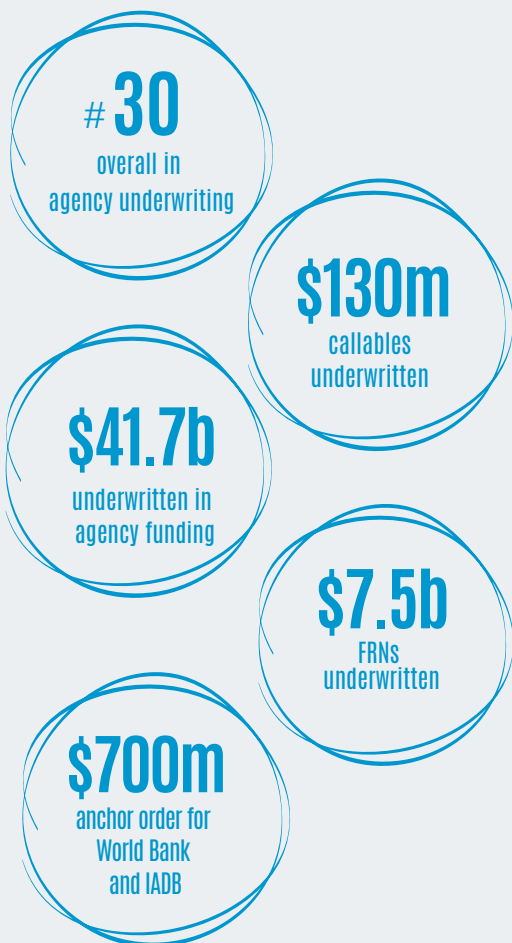 #30
overall in
agency underwriting
$130m
callables
underwritten
$41.7b
underwritten in
agency funding
$7.5b
FRNs
underwritten
$700m
anchor order for
World Bank
and IADB